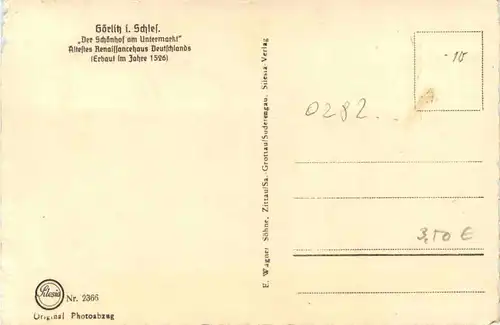 Görlitz i. Schles.
„Der Schönhof am Untermarkt"
Ältestes Renaissancehaus Deutschlands
(Erbaut im Jahre 1526)
- 10
0282.
E. Wagner Söhne, Zittau/Sa. Grottau/Sudetengau. Silesia-Verlag
3,50 €
Silesia
Nr. 2366
Original Photoabzug